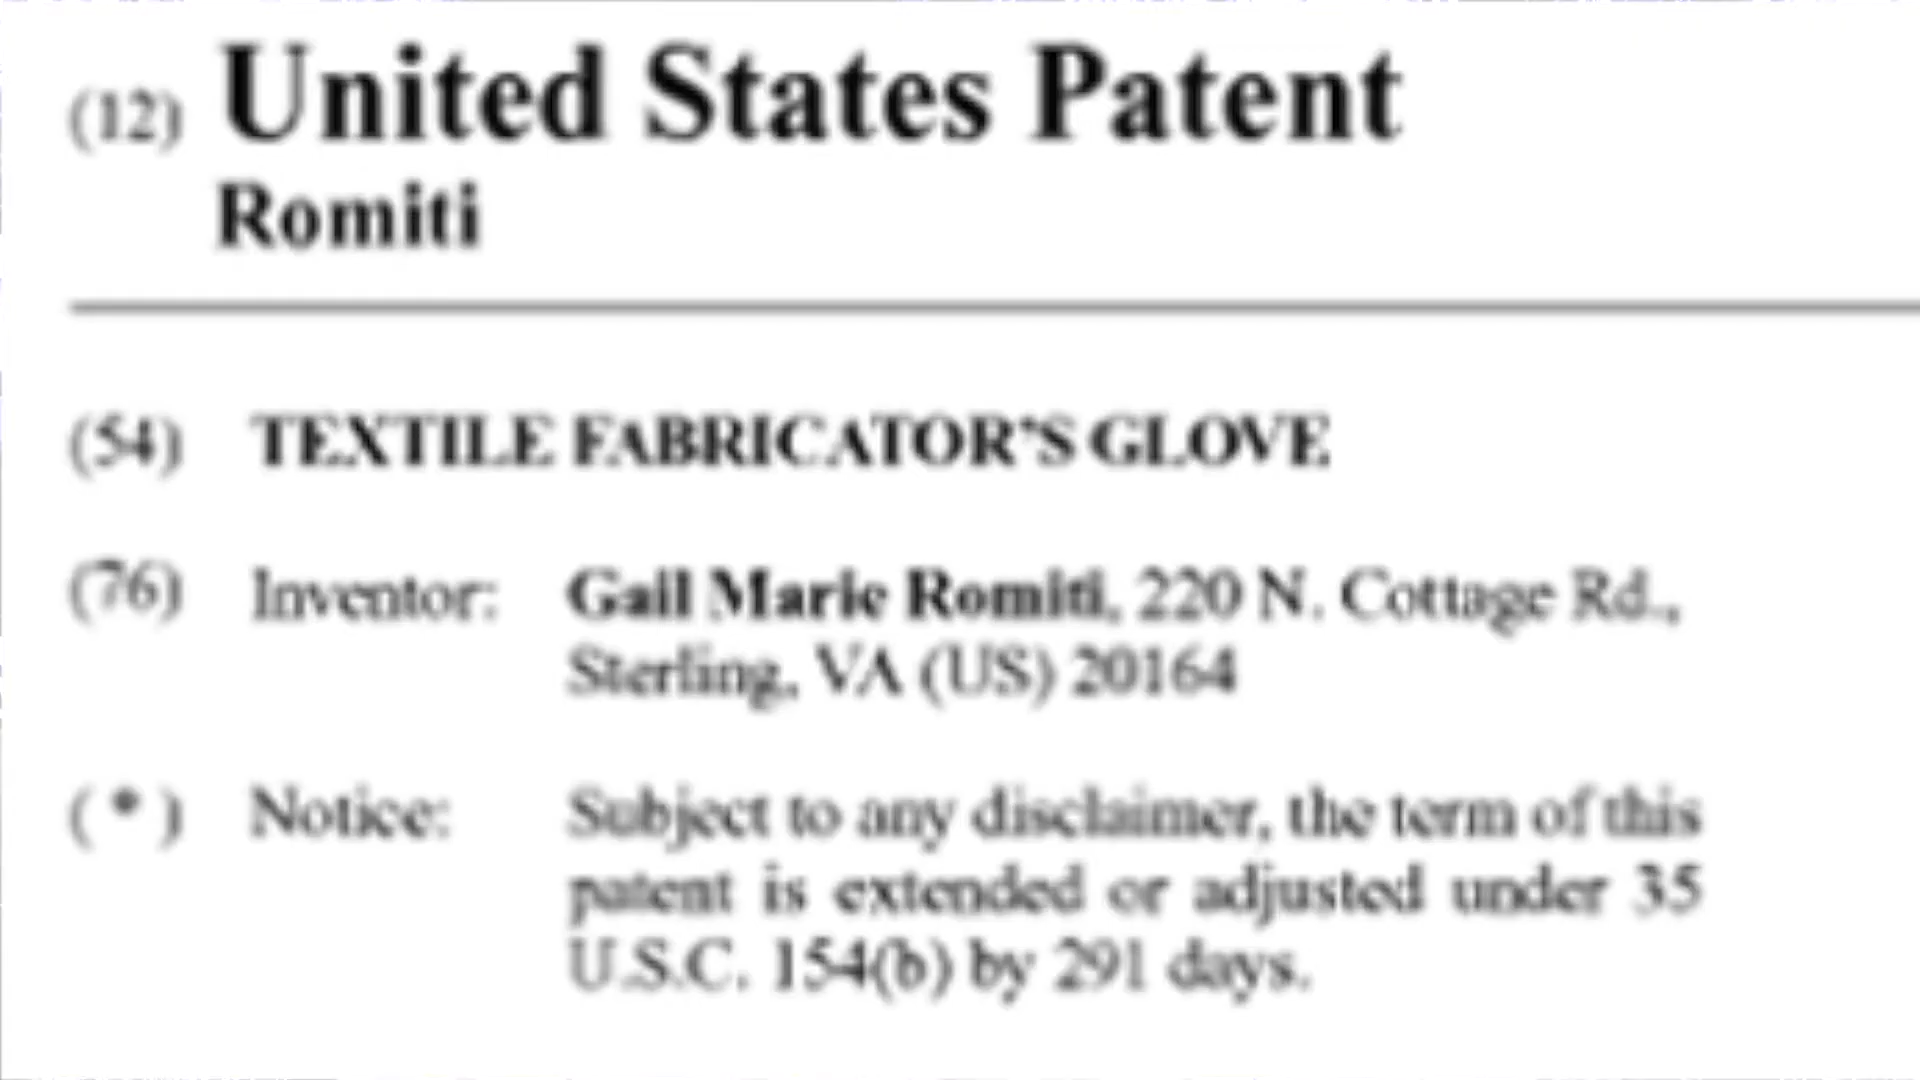 (12) United States Patent
Romiti
(54) TEXTILE FABRICATOR'S GLOVE
(76) Inventor: Gail Marie Romiti, 220 N. Cottage Rd.,
Sterling, VA (US) 20164
( * ) Notice: Subject to any disclaimer, the term of this
patent is extended or adjusted under 35
U.S.C. 154(b) by 291 days.